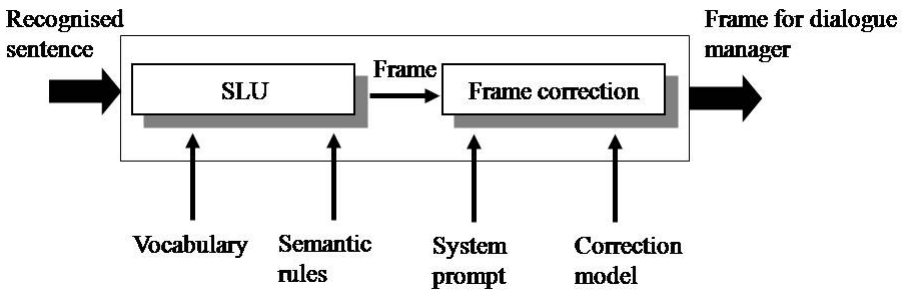 Recognised
sentence
Frame for dialogue
manager
SLU
Frame
Frame correction
Vocabulary
Semantic
rules
System
prompt
Correction
model